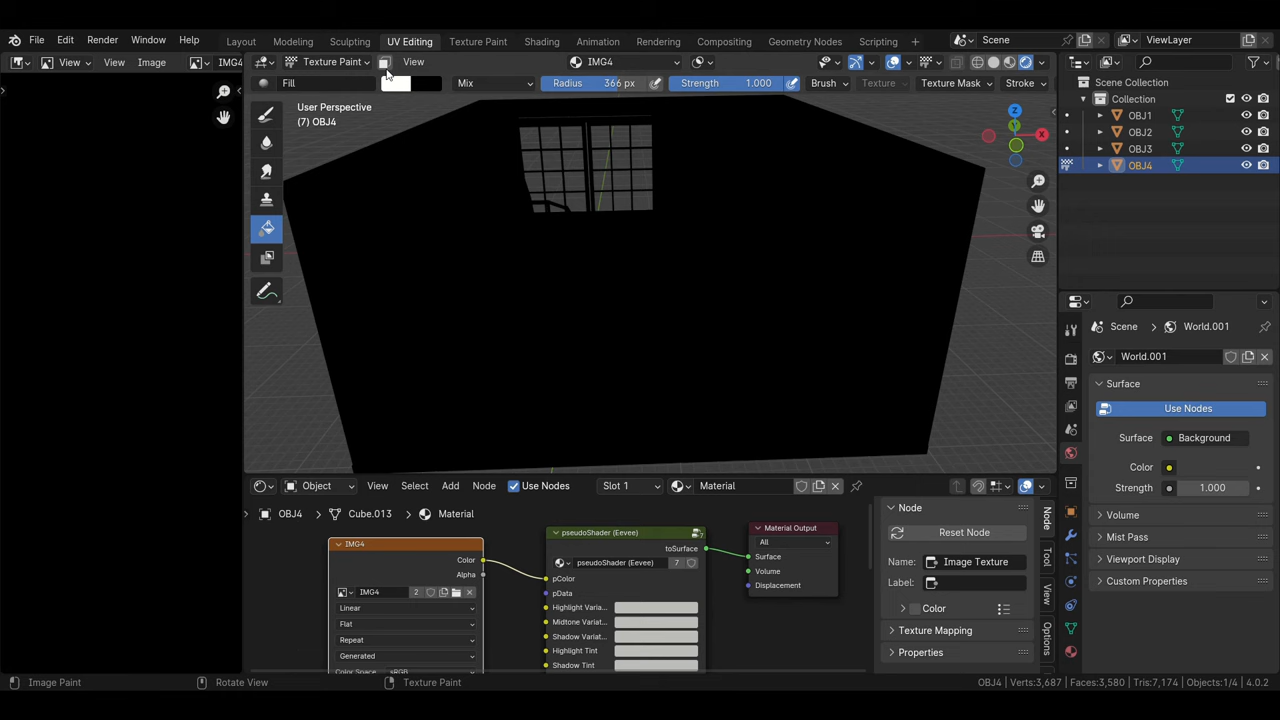 File Edit Render Window Help Layout Modeling Sculpting UV Editing Texture Paint Shading Animation Rendering Compositing Geometry Nodes Scripting Scene ViewLayer
View View Image IMG4 Texture Paint View IMG4
Fill Mix Radius 366 px Strength 1.000 Brush Texture Texture Mask Stroke
User Perspective
(7) OBJ4
Z
Y
X
Scene Collection
Collection
OBJ1
OBJ2
OBJ3
OBJ4
Scene World.001
World.001
Surface
Use Nodes
Surface Background
Color
Strength 1.000
Volume
Mist Pass
Viewport Display
Custom Properties
Object View Select Add Node Use Nodes Slot 1 Material
OBJ4 Cube.013 Material
IMG4
Color
Alpha
IMG4 2
Linear
Flat
Repeat
Generated
Color Space sRGB
pseudoShader (Eevee)
toSurface
pseudoShader (Eevee) 7
pColor
pData
Highlight Varia...
Midtone Variat...
Shadow Variat...
Highlight Tint
Shadow Tint
Material Output
All
Surface
Volume
Displacement
Node
Reset Node
Name: Image Texture
Label:
Color
Texture Mapping
Properties
Node
Tool
View
Options
Image Paint Rotate View Texture Paint OBJ4 | Verts:3,687 | Faces:3,580 | Tris:7,174 | Objects:1/4 | 4.0.2